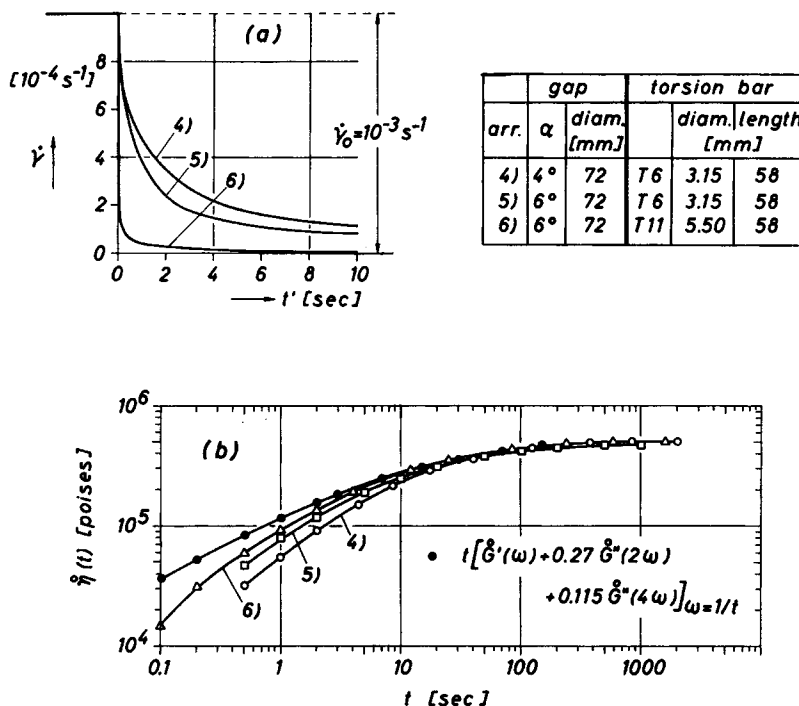 (a)
8
[10⁻⁴ s⁻¹]
6
γ̇
4
2
0
4)
5)
6)
γ̇₀=10⁻³s⁻¹
0 2 4 6 8 10
t' [sec]
gap torsion bar
arr. α diam. [mm] diam. length [mm]
4) 4° 72 T6 3.15 58
5) 6° 72 T6 3.15 58
6) 6° 72 T11 5.50 58
(b)
10⁶
10⁵
10⁴
η̊(t) [poises]
4)
5)
6)
• t[G̊'(ω)+0.27 G̊"(2ω)
+0.115 G̊"(4ω)]ω=1/t
0.1 1 10 100 1000
t [sec]